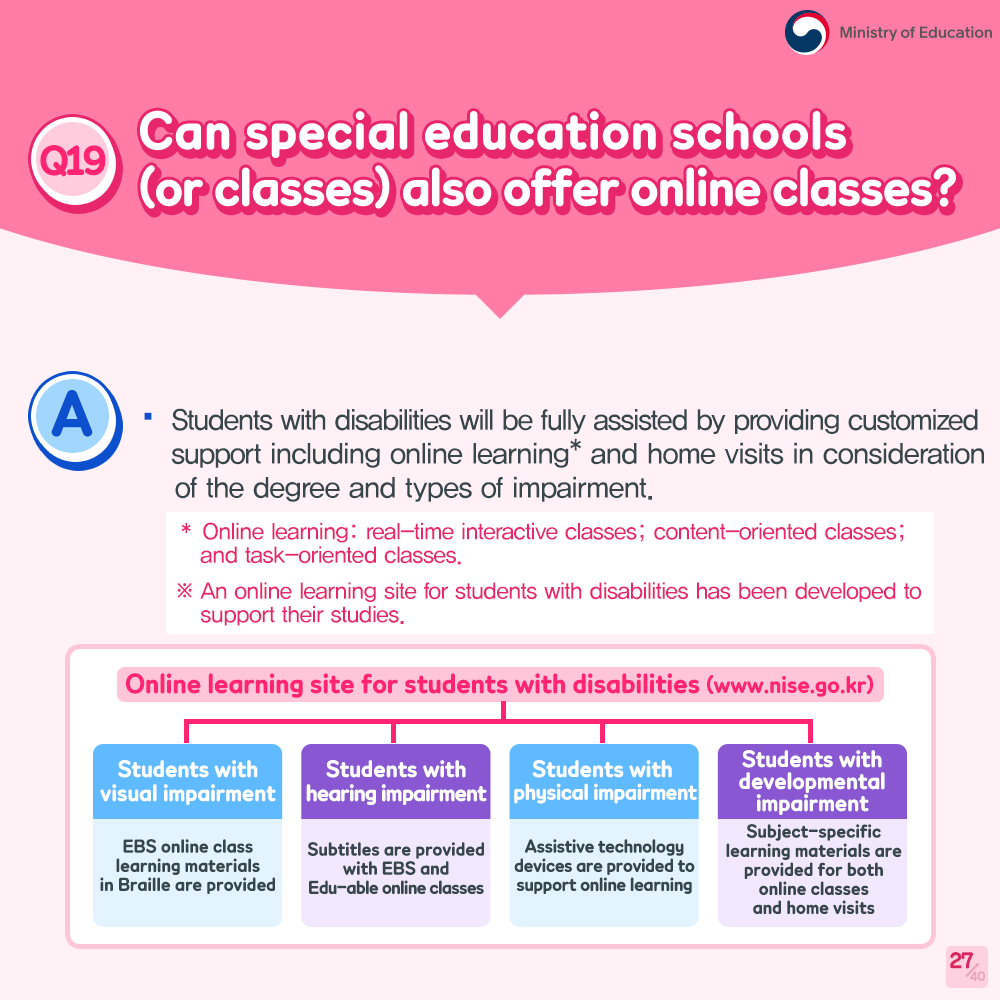 Ministry of Education
Q19
Can special education schools
(or classes) also offer online classes?
A
▪ Students with disabilities will be fully assisted by providing customized
support including online learning* and home visits in consideration
of the degree and types of impairment.
* Online learning: real-time interactive classes; content-oriented classes;
and task-oriented classes.
※ An online learning site for students with disabilities has been developed to
support their studies.
Online learning site for students with disabilities (www.nise.go.kr)
Students with
visual impairment
EBS online class
learning materials
in Braille are provided
Students with
hearing impairment
Subtitles are provided
with EBS and
Edu-able online classes
Students with
physical impairment
Assistive technology
devices are provided to
support online learning
Students with
developmental
impairment
Subject-specific
learning materials are
provided for both
online classes
and home visits
27/40